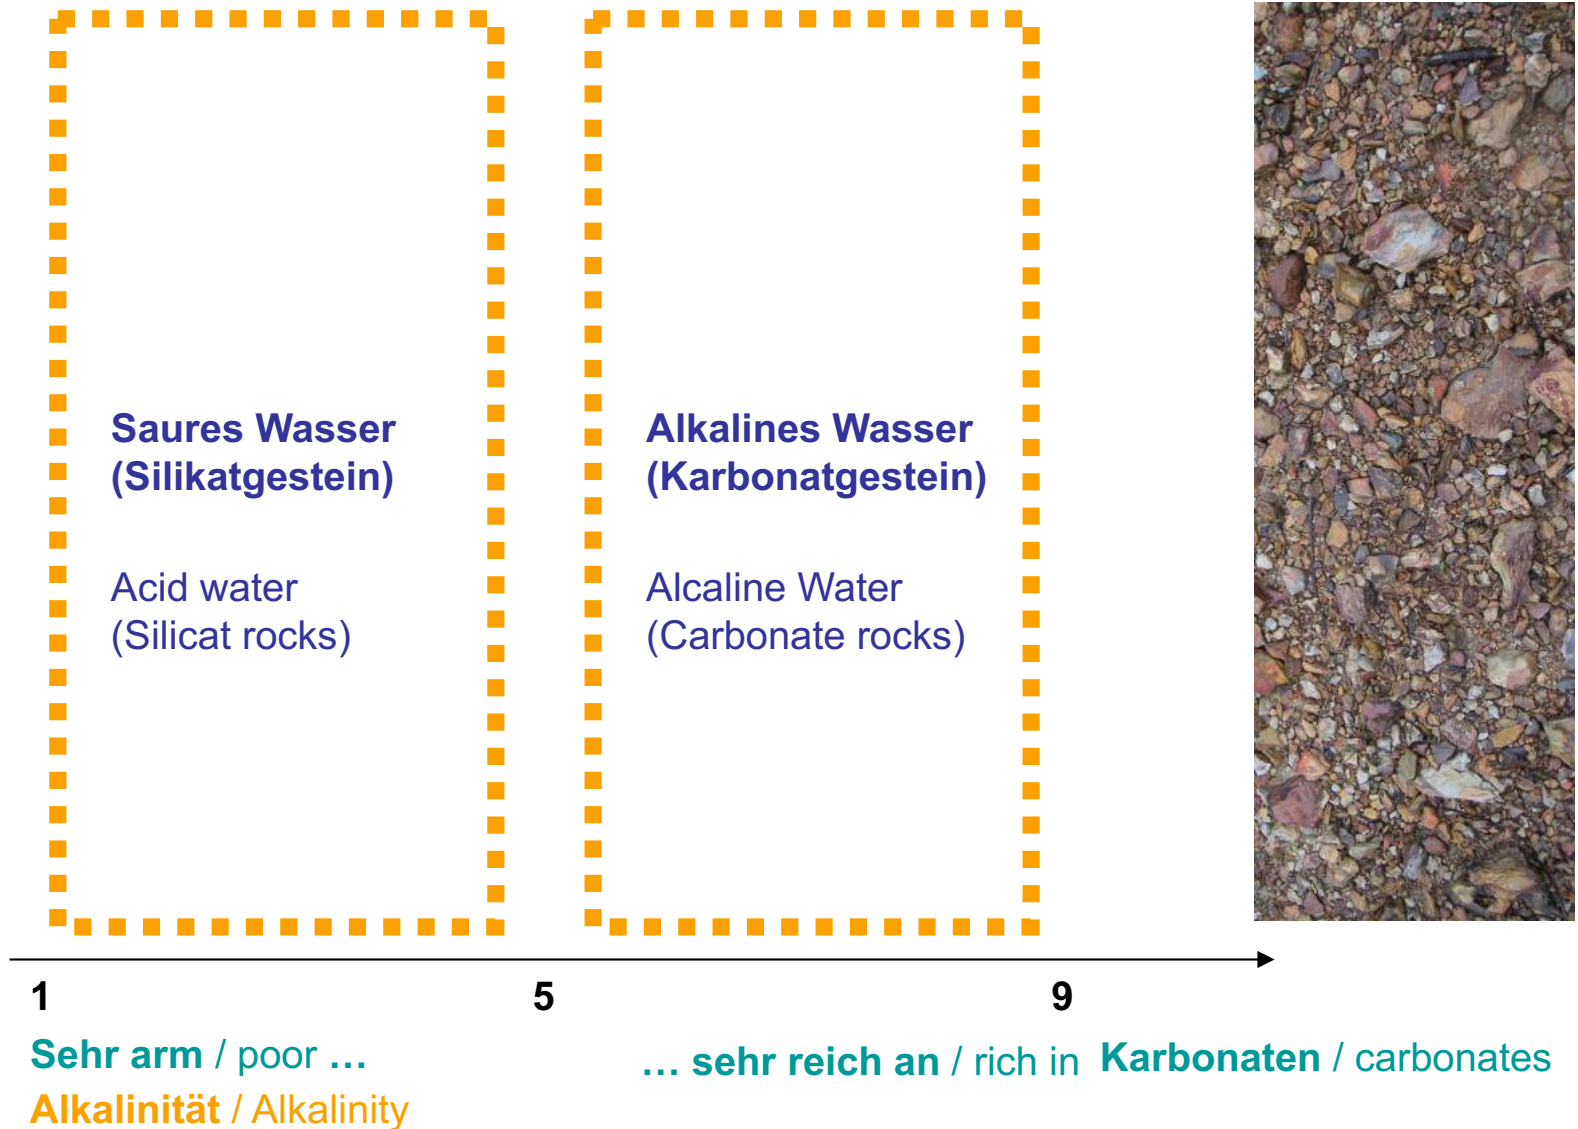 Saures Wasser
(Silikatgestein)
Acid water
(Silicat rocks)
Alkalines Wasser
(Karbonatgestein)
Alcaline Water
(Carbonate rocks)
1 5 9
Sehr arm / poor … … sehr reich an / rich in Karbonaten / carbonates
Alkalinität / Alkalinity